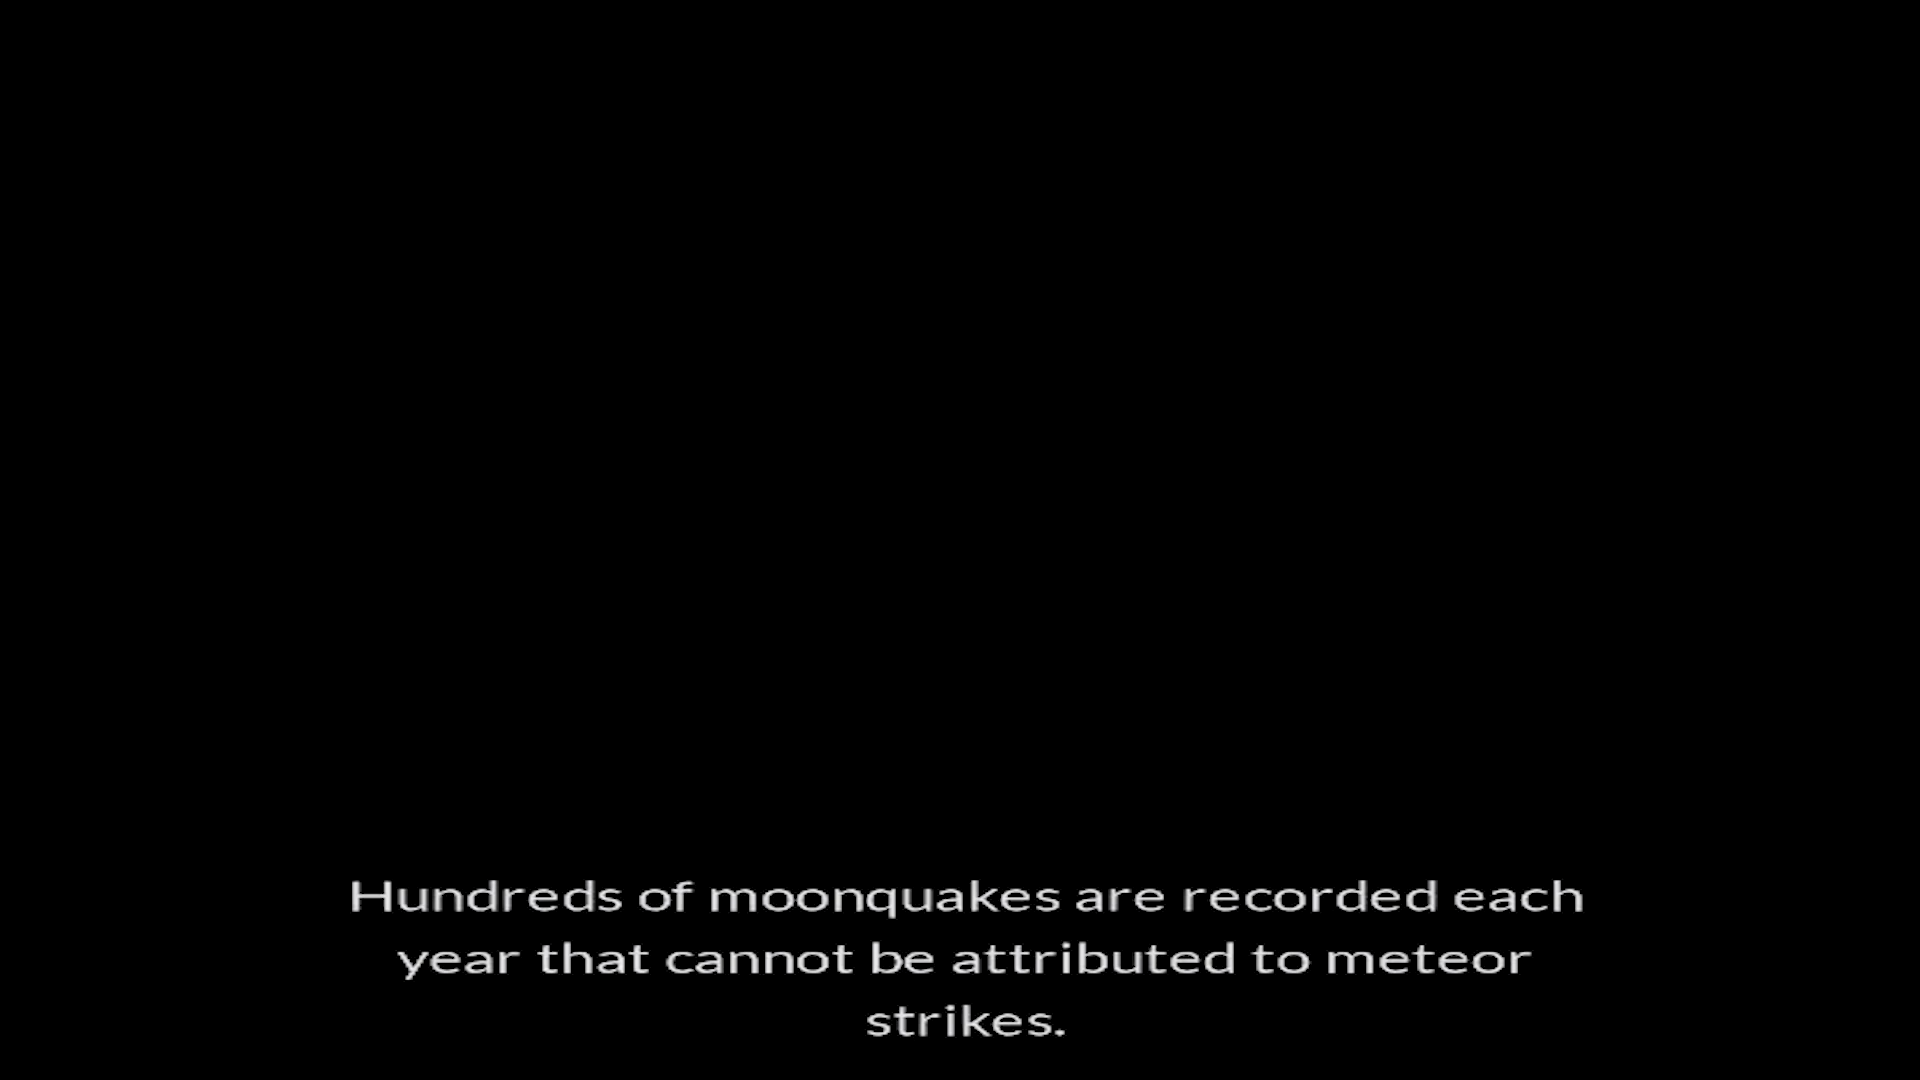 Hundreds of moonquakes are recorded each
year that cannot be attributed to meteor
strikes.